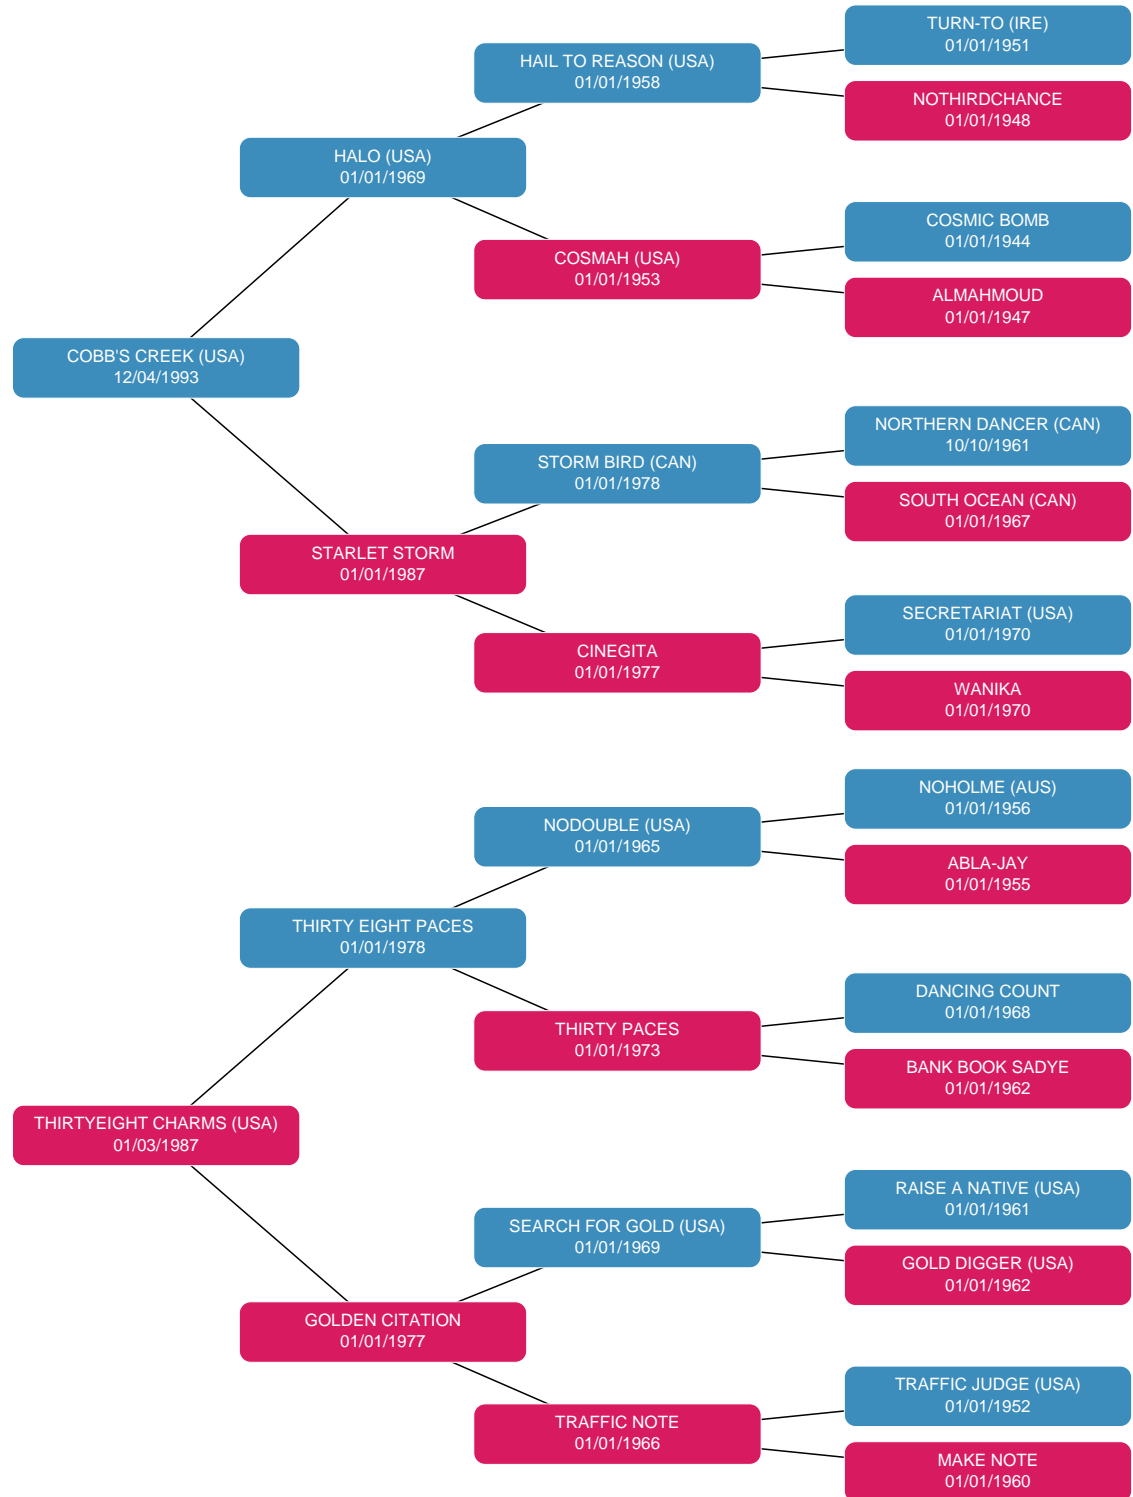 TURN-TO (IRE)
01/01/1951
HAIL TO REASON (USA)
01/01/1958
NOTHIRDCHANCE
01/01/1948
HALO (USA)
01/01/1969
COSMIC BOMB
01/01/1944
COSMAH (USA)
01/01/1953
ALMAHMOUD
01/01/1947
COBB'S CREEK (USA)
12/04/1993
NORTHERN DANCER (CAN)
10/10/1961
STORM BIRD (CAN)
01/01/1978
SOUTH OCEAN (CAN)
01/01/1967
STARLET STORM
01/01/1987
SECRETARIAT (USA)
01/01/1970
CINEGITA
01/01/1977
WANIKA
01/01/1970
NOHOLME (AUS)
01/01/1956
NODOUBLE (USA)
01/01/1965
ABLA-JAY
01/01/1955
THIRTY EIGHT PACES
01/01/1978
DANCING COUNT
01/01/1968
THIRTY PACES
01/01/1973
BANK BOOK SADYE
01/01/1962
THIRTYEIGHT CHARMS (USA)
01/03/1987
RAISE A NATIVE (USA)
01/01/1961
SEARCH FOR GOLD (USA)
01/01/1969
GOLD DIGGER (USA)
01/01/1962
GOLDEN CITATION
01/01/1977
TRAFFIC JUDGE (USA)
01/01/1952
TRAFFIC NOTE
01/01/1966
MAKE NOTE
01/01/1960